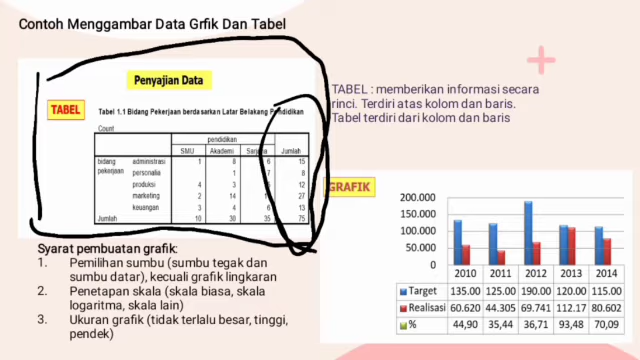 Contoh Menggambar Data Grfik Dan Tabel
Penyajian Data
TABEL
Tabel 1.1 Bidang Pekerjaan berdasarkan Latar Belakang Pendidikan
Count
pendidikan
SMU Akademi Sarjana Jumlah
bidang pekerjaan administrasi 1 8 6 15
personalia 1 7 8
produksi 4 3 12
marketing 2 14 27
keuangan 3 4 6 13
Jumlah 10 30 35 75
TABEL : memberikan informasi secara
rinci. Terdiri atas kolom dan baris.
Tabel terdiri dari kolom dan baris
GRAFIK
200.000
150.000
100.000
50.000
0
2010 2011 2012 2013 2014
Target 135.00 125.00 190.00 120.00 115.00
Realisasi 60.620 44.305 69.741 112.17 80.602
% 44,90 35,44 36,71 93,48 70,09
Syarat pembuatan grafik:
1. Pemilihan sumbu (sumbu tegak dan
sumbu datar), kecuali grafik lingkaran
2. Penetapan skala (skala biasa, skala
logaritma, skala lain)
3. Ukuran grafik (tidak terlalu besar, tinggi,
pendek)